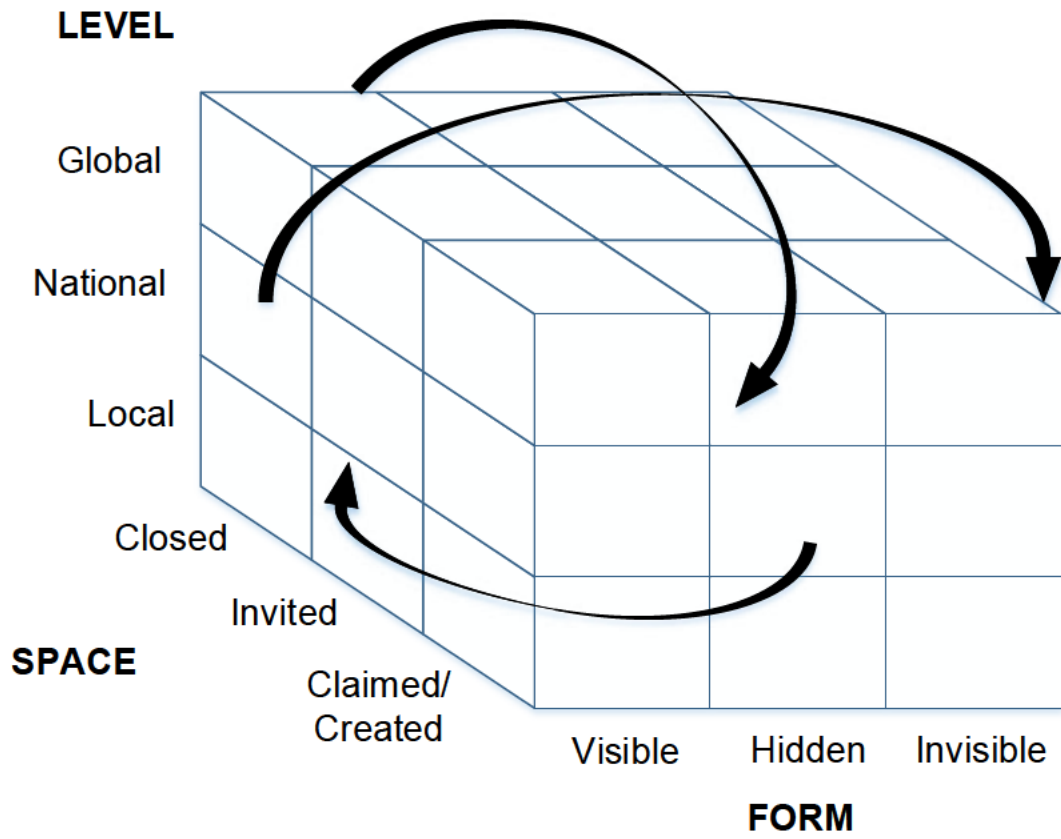 LEVEL
Global
National
Local
Closed
Invited
SPACE
Claimed/
Created
Visible Hidden Invisible
FORM